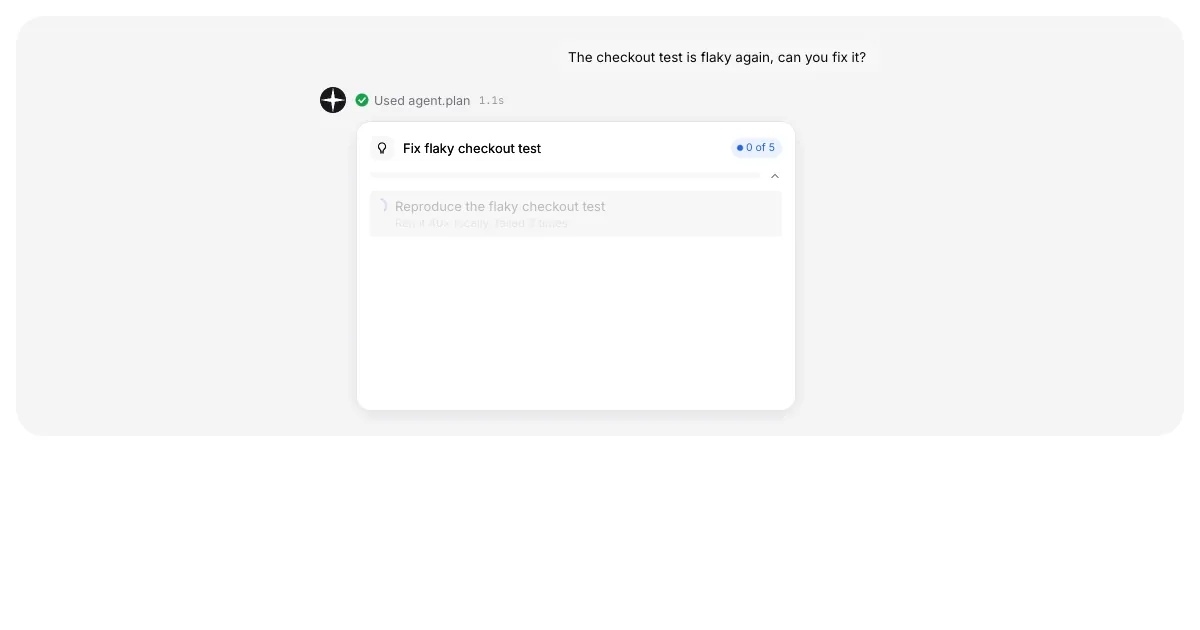 The checkout test is flaky again, can you fix it?
Used agent.plan 1.1s
Fix flaky checkout test
0 of 5
Reproduce the flaky checkout test